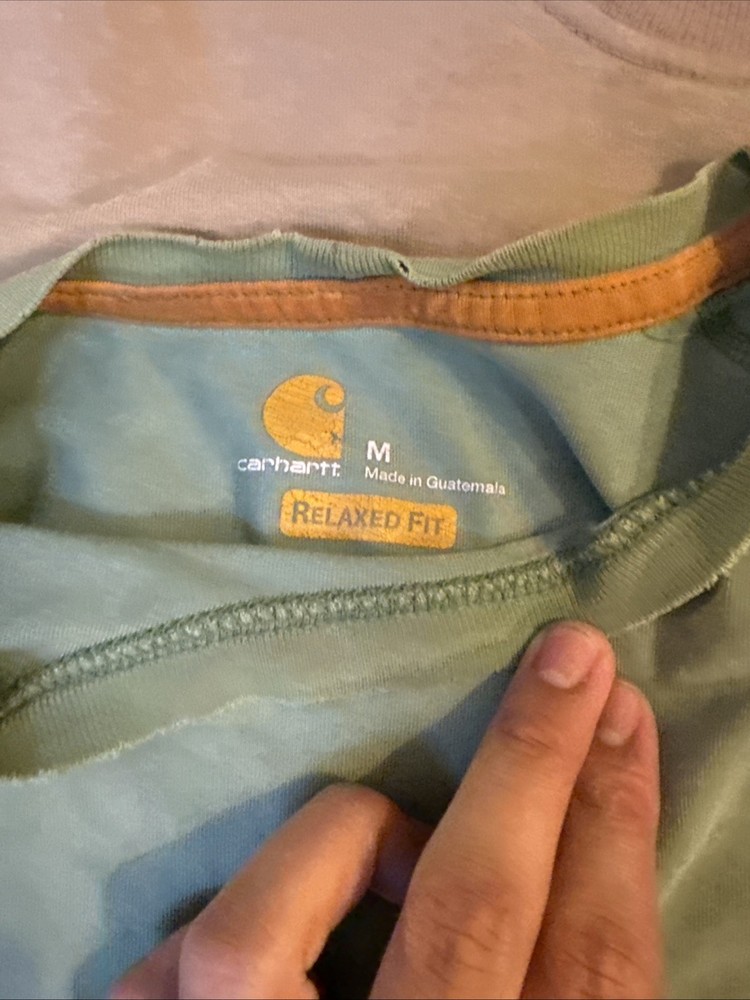 carhartt
M
Made in Guatemala
RELAXED FIT